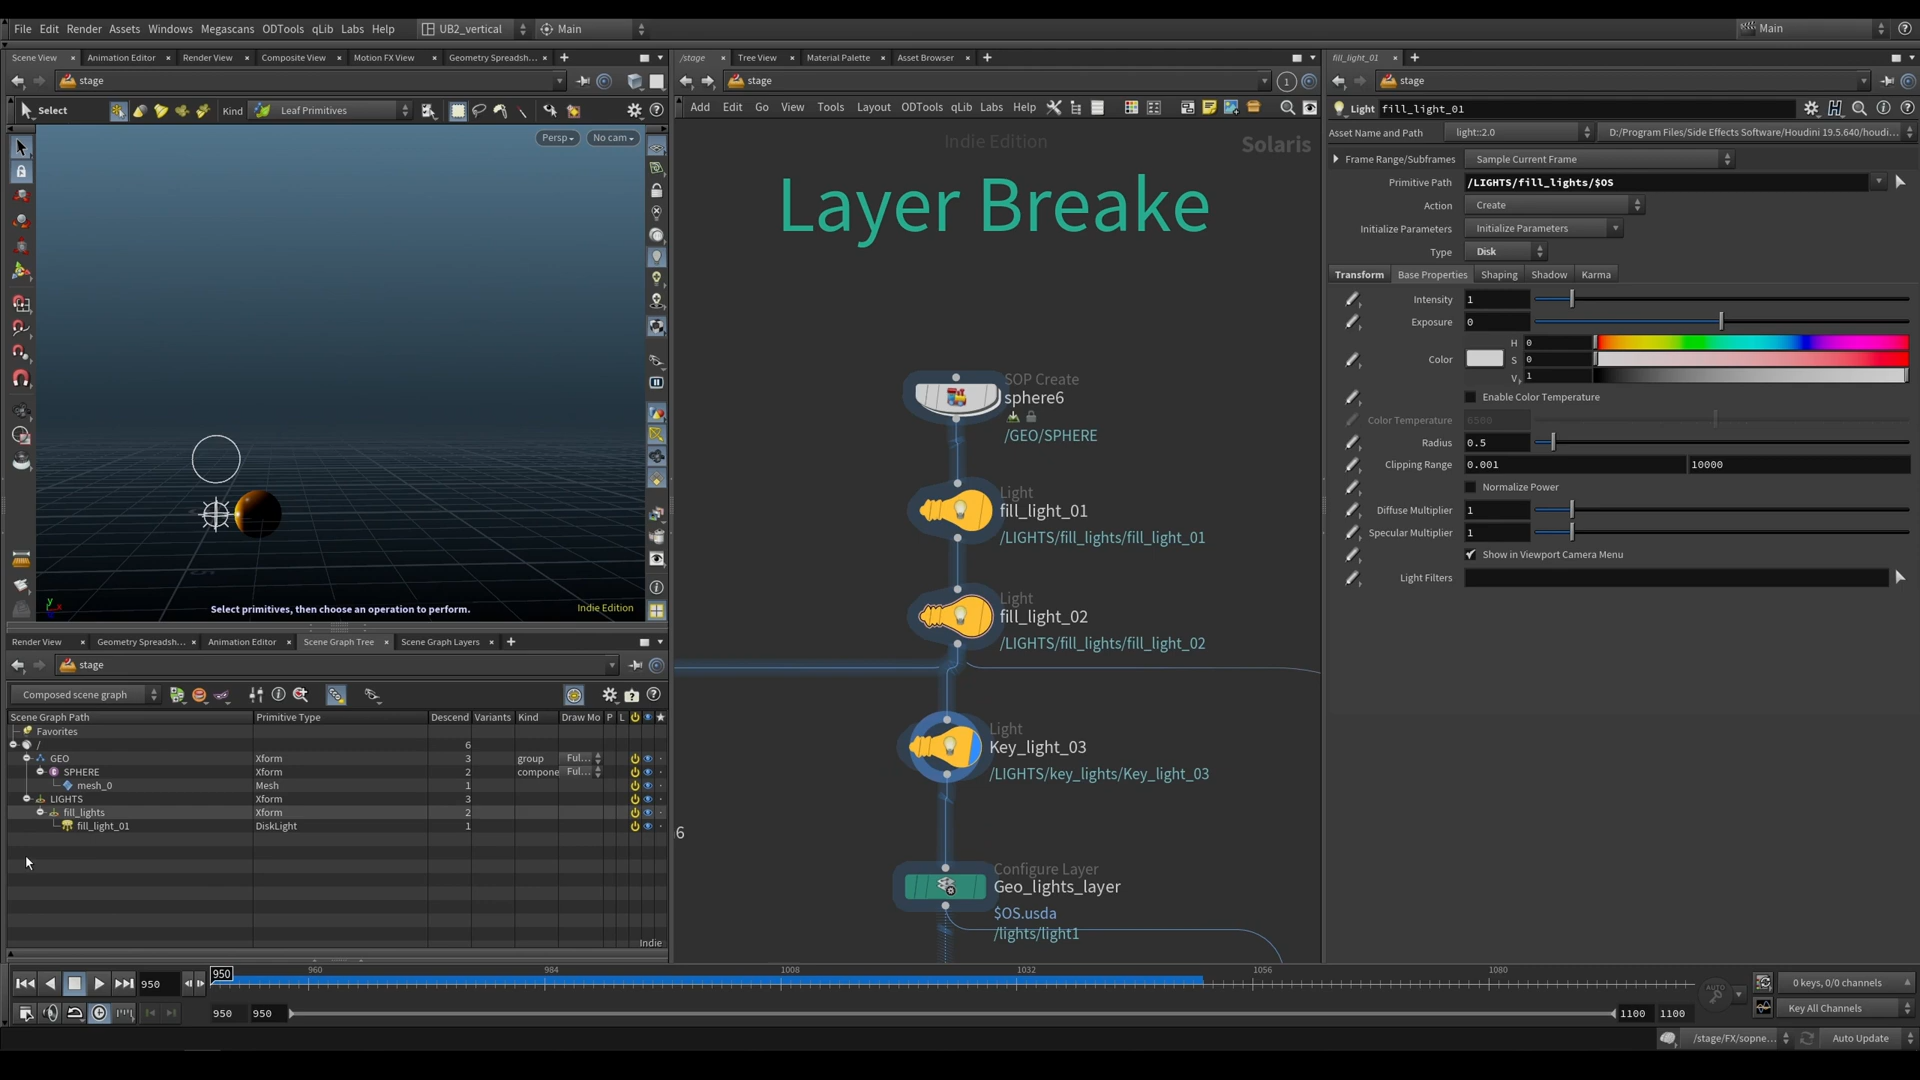 File Edit Render Assets Windows Megascans ODTools qLib Labs Help UB2_vertical Main Main
Scene View Animation Editor Render View Composite View Motion FX View Geometry Spreadsh...
/stage Tree View Material Palette Asset Browser
fill_light_01
stage
stage
stage
Select Kind Leaf Primitives
Add Edit Go View Tools Layout ODTools qLib Labs Help
Light fill_light_01
Asset Name and Path light::2.0 D:/Program Files/Side Effects Software/Houdini 19.5.640/houdi...
Persp No cam
Indie Edition Solaris
Layer Breake
Frame Range/Subframes Sample Current Frame
Primitive Path /LIGHTS/fill_lights/$OS
Action Create
Initialize Parameters Initialize Parameters
Type Disk
Transform Base Properties Shaping Shadow Karma
Intensity 1
Exposure 0
Color H 0
S 0
V 1
Enable Color Temperature
Color Temperature 6500
Radius 0.5
Clipping Range 0.001 10000
Normalize Power
Diffuse Multiplier 1
Specular Multiplier 1
Show in Viewport Camera Menu
Light Filters
SOP Create
sphere6
/GEO/SPHERE
Light
fill_light_01
/LIGHTS/fill_lights/fill_light_01
Light
fill_light_02
/LIGHTS/fill_lights/fill_light_02
Light
Key_light_03
/LIGHTS/key_lights/Key_light_03
6
Configure Layer
Geo_lights_layer
$OS.usda
/lights/light1
Select primitives, then choose an operation to perform. Indie Edition
y x
Render View Geometry Spreadsh... Animation Editor Scene Graph Tree Scene Graph Layers
stage
Composed scene graph
Scene Graph Path Primitive Type Descend Variants Kind Draw Mo P L
Favorites
/ 6
GEO Xform 3 group Ful...
SPHERE Xform 2 compone Ful...
mesh_0 Mesh 1
LIGHTS Xform 3
fill_lights Xform 2
fill_light_01 DiskLight 1
Indie
950 950 960 984 1008 1032 1056 1080 AUTO 0 keys, 0/0 channels
950 950 1100 1100 Key All Channels
/stage/FX/sopne... Auto Update